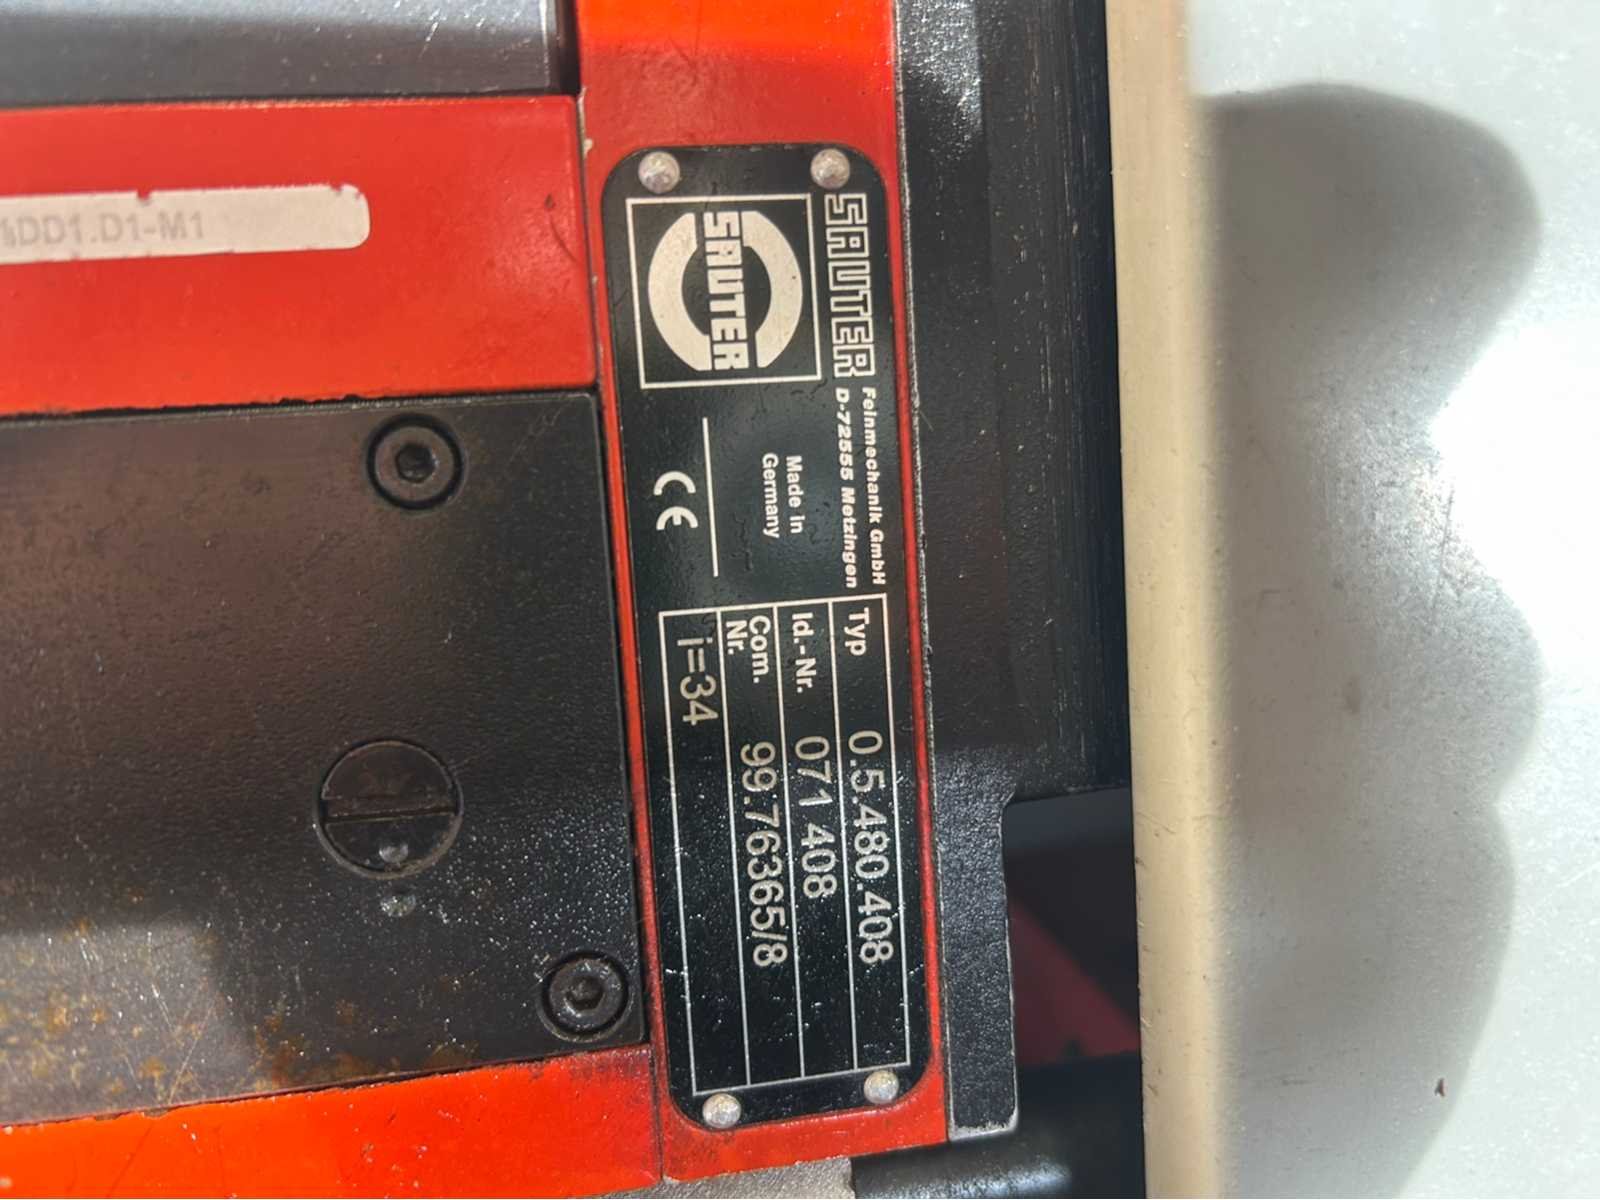 SAUTER
SAUTER
Feinmechanik GmbH
D-72555 Metzingen
Made in
Germany
CE
Typ 0.5.480.408
Id.-Nr. 071 408
Com. Nr. 99.76365/8
i=34
DD1.D1-M1